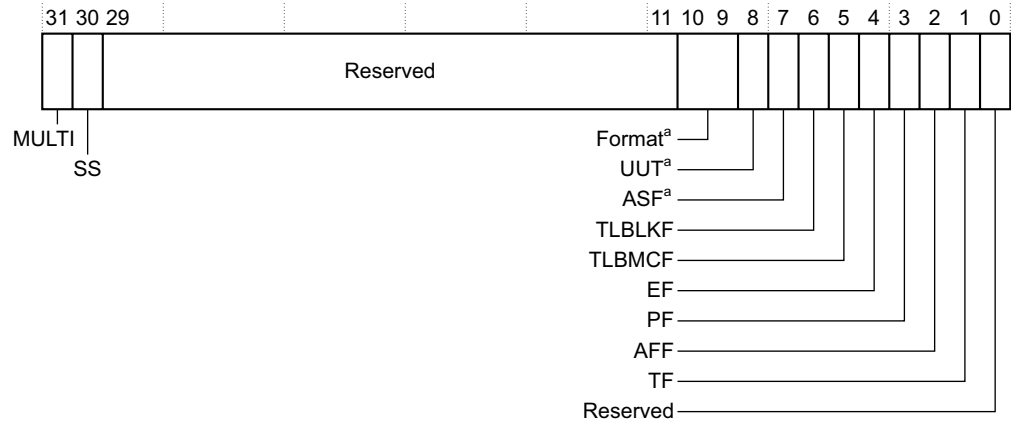 31 30 29 11 10 9 8 7 6 5 4 3 2 1 0
Reserved
MULTI
SS
Formatᵃ
UUTᵃ
ASFᵃ
TLBLKF
TLBMCF
EF
PF
AFF
TF
Reserved